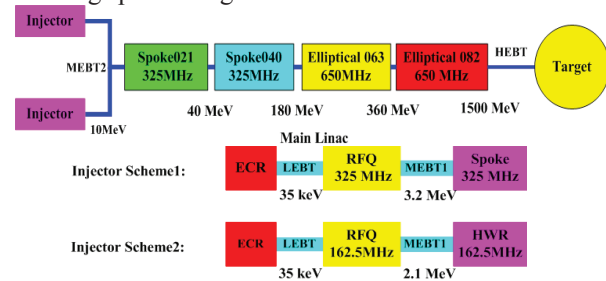 Injector
MEBT2
Injector
10MeV
Spoke021
325MHz
Spoke040
325MHz
Elliptical 063
650MHz
Elliptical 082
650 MHz
HEBT
Target
40 MeV
180 MeV
360 MeV
1500 MeV
Main Linac
Injector Scheme1:
ECR
LEBT
RFQ
325 MHz
MEBT1
Spoke
325 MHz
35 keV
3.2 MeV
Injector Scheme2:
ECR
LEBT
RFQ
162.5MHz
MEBT1
HWR
162.5MHz
35 keV
2.1 MeV